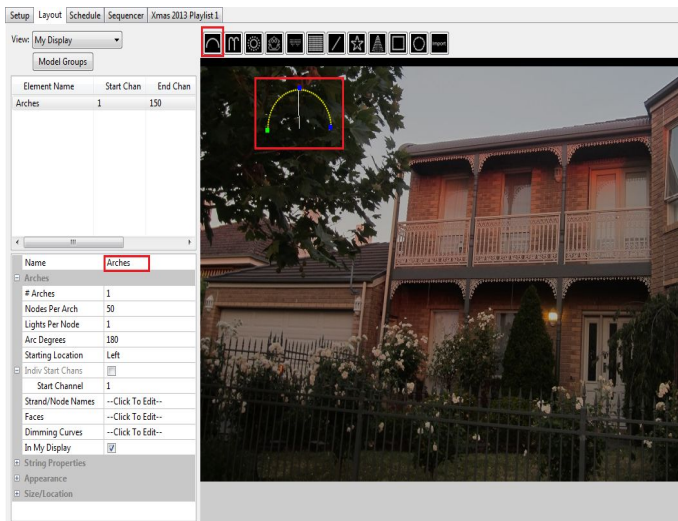 Setup Layout Schedule Sequencer Xmas 2013 Playlist 1
View: My Display
Model Groups
import
Element Name Start Chan End Chan
Arches 1 150
Name Arches
Arches
# Arches 1
Nodes Per Arch 50
Lights Per Node 1
Arc Degrees 180
Starting Location Left
Indiv Start Chans
Start Channel 1
Strand/Node Names --Click To Edit--
Faces --Click To Edit--
Dimming Curves --Click To Edit--
In My Display
String Properties
Appearance
Size/Location